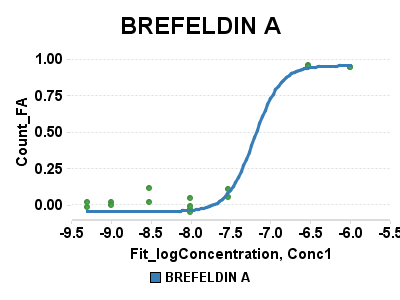 BREFELDIN A
Count_FA
1.00
0.75
0.50
0.25
0.00
-9.5 -9.0 -8.5 -8.0 -7.5 -7.0 -6.5 -6.0 -5.5
Fit_logConcentration, Conc1
BREFELDIN A